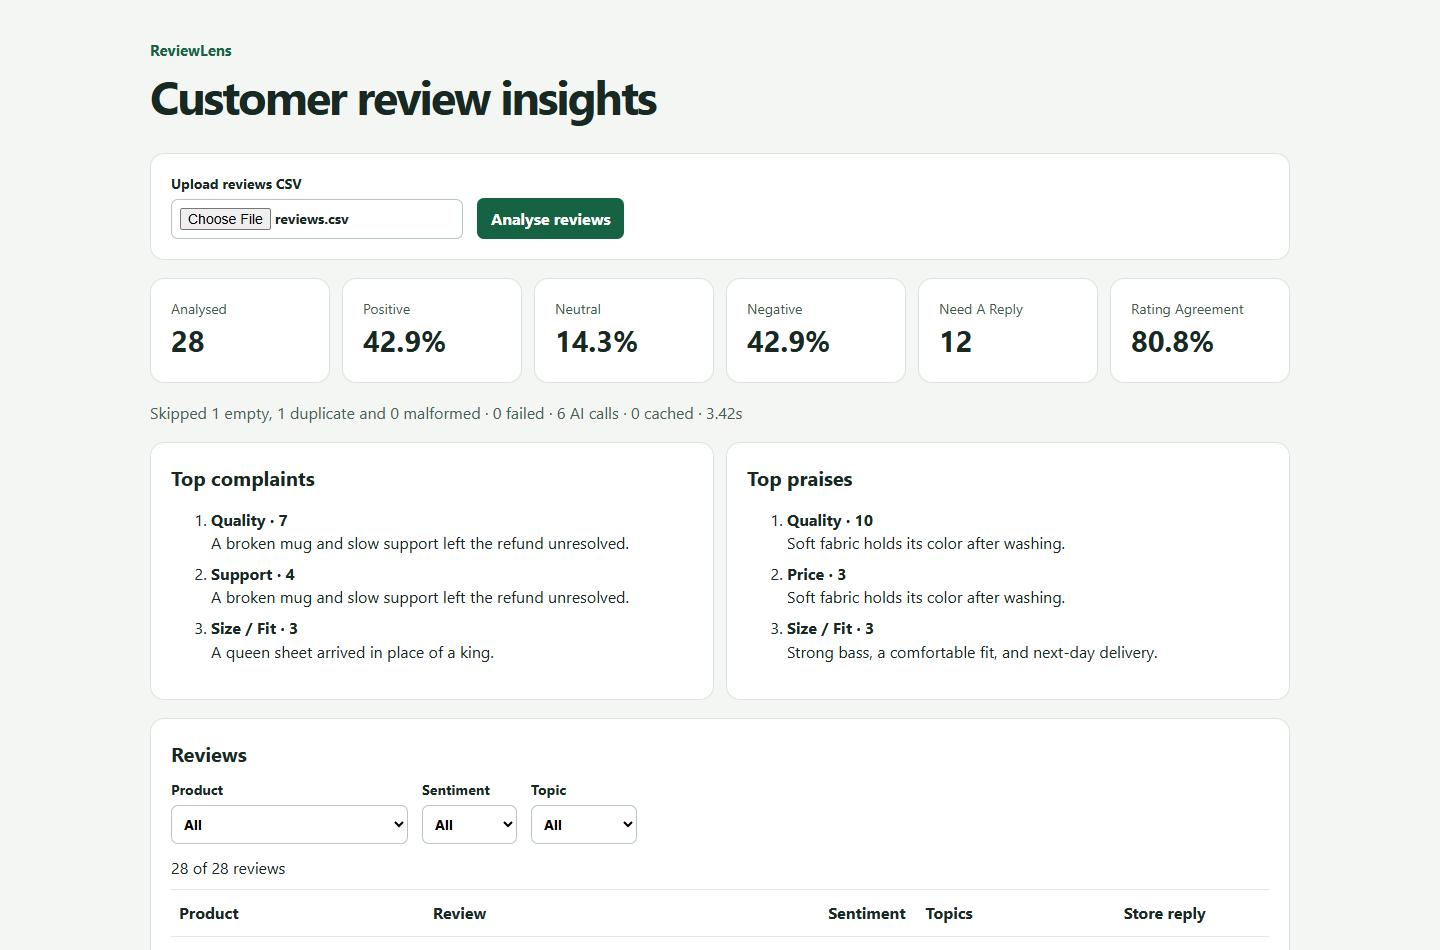 ReviewLens
Customer review insights
Upload reviews CSV
Choose File reviews.csv
Analyse reviews
Analysed
28
Positive
42.9%
Neutral
14.3%
Negative
42.9%
Need A Reply
12
Rating Agreement
80.8%
Skipped 1 empty, 1 duplicate and 0 malformed · 0 failed · 6 AI calls · 0 cached · 3.42s
Top complaints
1. Quality · 7
A broken mug and slow support left the refund unresolved.
2. Support · 4
A broken mug and slow support left the refund unresolved.
3. Size / Fit · 3
A queen sheet arrived in place of a king.
Top praises
1. Quality · 10
Soft fabric holds its color after washing.
2. Price · 3
Soft fabric holds its color after washing.
3. Size / Fit · 3
Strong bass, a comfortable fit, and next-day delivery.
Reviews
Product Sentiment Topic
All All All
28 of 28 reviews
Product Review Sentiment Topics Store reply